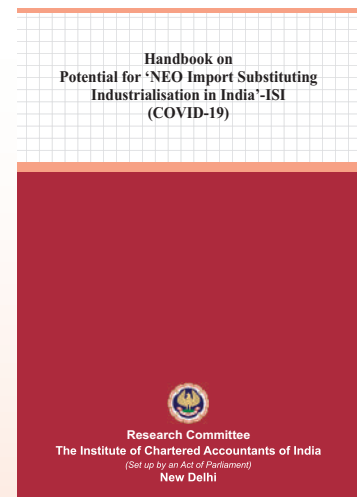 Handbook on
Potential for ‘NEO Import Substituting
Industrialisation in India’-ISI
(COVID-19)
Research Committee
The Institute of Chartered Accountants of India
(Set up by an Act of Parliament)
New Delhi